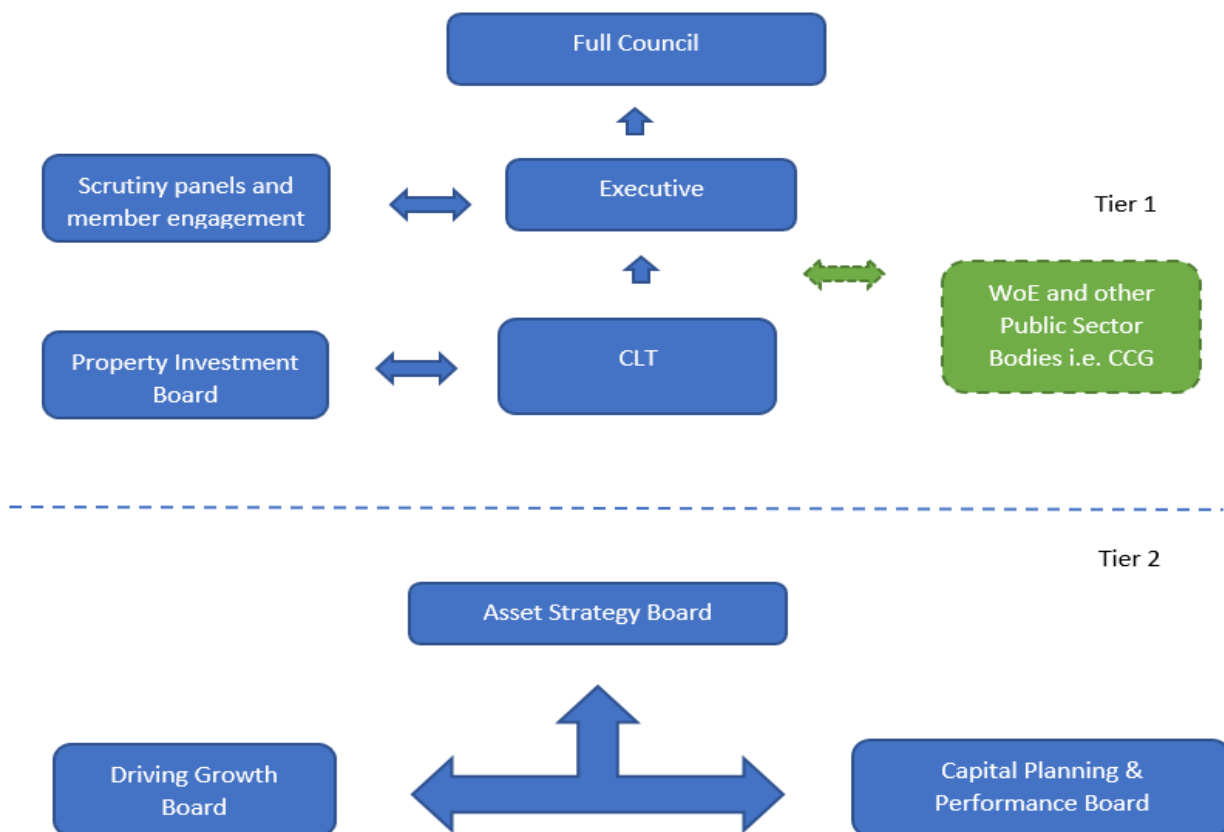 Full Council
Scrutiny panels and
member engagement
Executive
Tier 1
WoE and other
Public Sector
Bodies i.e. CCG
Property Investment
Board
CLT
Tier 2
Asset Strategy Board
Driving Growth
Board
Capital Planning &
Performance Board